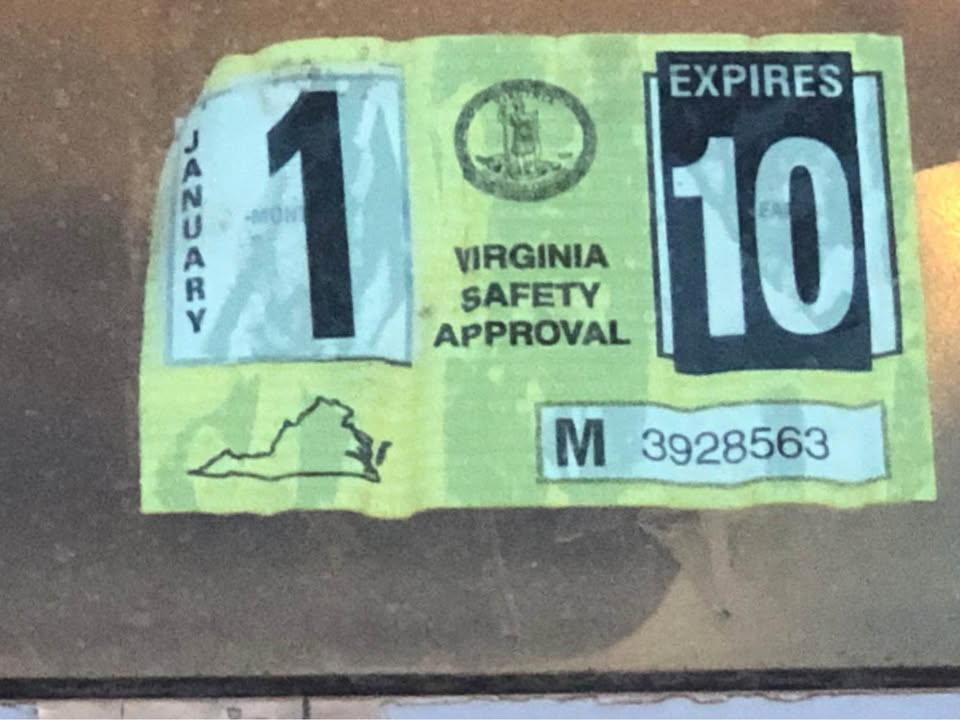 JANUARY
1
VIRGINIA
SAFETY
APPROVAL
EXPIRES
10
M 3928563